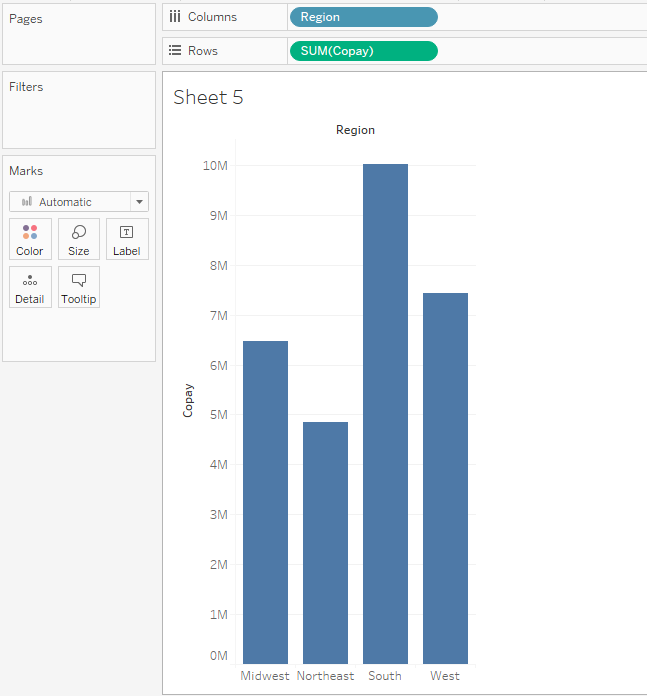 Pages
Columns
Region
Rows
SUM(Copay)
Filters
Marks
Automatic
Color
Size
Label
Detail
Tooltip
Sheet 5
Region
Copay
10M
9M
8M
7M
6M
5M
4M
3M
2M
1M
0M
Midwest Northeast South West